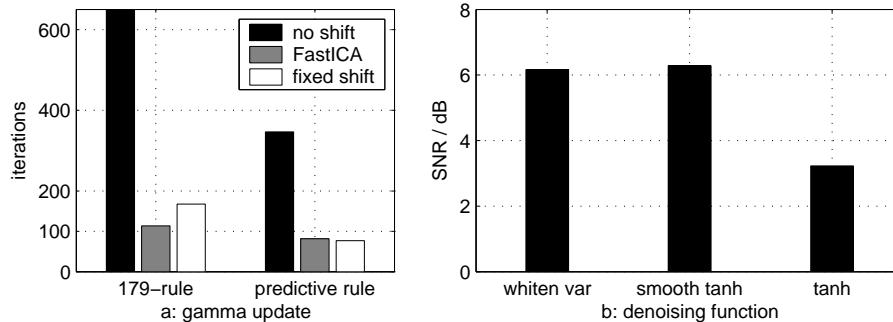 600
400
200
100
0
iterations
no shift
FastICA
fixed shift
179−rule
predictive rule
a: gamma update
8
6
4
2
0
SNR / dB
whiten var
smooth tanh
tanh
b: denoising function